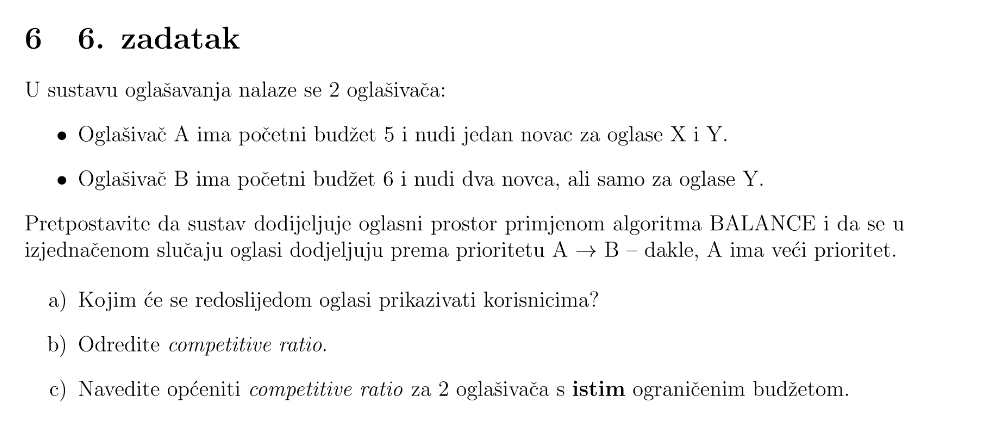 6 6. zadatak
U sustavu oglašavanja nalaze se 2 oglašivača:
• Oglašivač A ima početni budžet 5 i nudi jedan novac za oglase X i Y.
• Oglašivač B ima početni budžet 6 i nudi dva novca, ali samo za oglase Y.
Pretpostavite da sustav dodijeljuje oglasni prostor primjenom algoritma BALANCE i da se u
izjednačenom slučaju oglasi dodjeljuju prema prioritetu A → B – dakle, A ima veći prioritet.
a) Kojim će se redoslijedom oglasi prikazivati korisnicima?
b) Odredite competitive ratio.
c) Navedite općeniti competitive ratio za 2 oglašivača s istim ograničenim budžetom.